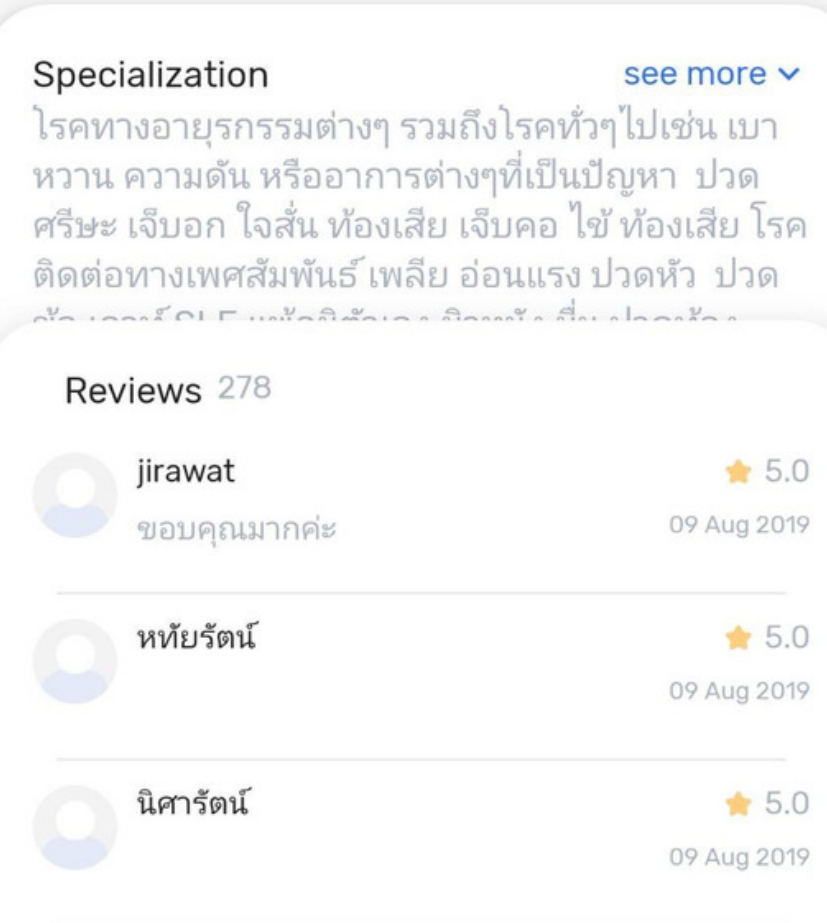 Specialization
see more
โรคทางอายุรกรรมต่างๆ รวมถึงโรคทั่วๆไปเช่น เบา
หวาน ความดัน หรืออาการต่างๆที่เป็นปัญหา ปวด
ศรีษะ เจ็บอก ใจสั่น ท้องเสีย เจ็บคอ ไข้ ท้องเสีย โรค
ติดต่อทางเพศสัมพันธ์ เพลีย อ่อนแรง ปวดหัว ปวด
Reviews 278
jirawat
5.0
ขอบคุณมากค่ะ
09 Aug 2019
หทัยรัตน์
5.0
09 Aug 2019
นิศารัตน์
5.0
09 Aug 2019